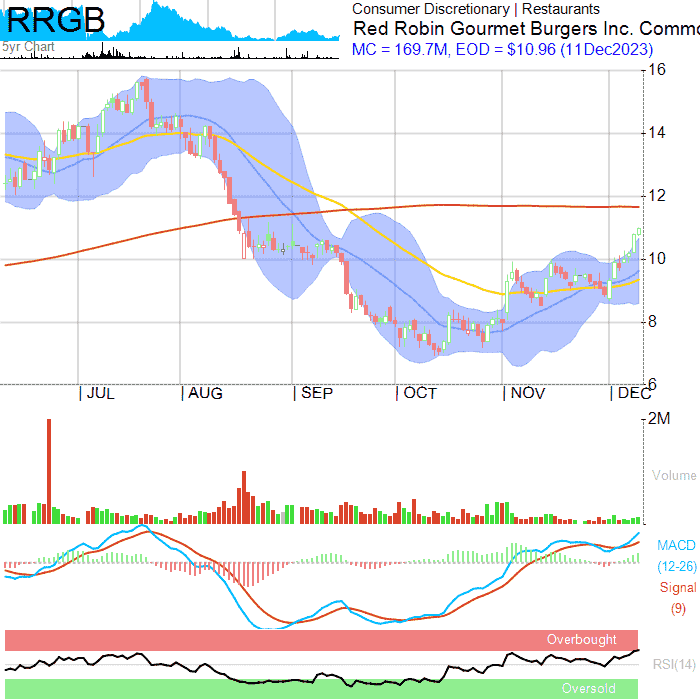 RRGB
5yr Chart
Consumer Discretionary | Restaurants
Red Robin Gourmet Burgers Inc. Commo
MC = 169.7M, EOD = $10.96 (11Dec2023)
16
14
12
10
8
6
JUL AUG SEP OCT NOV DEC
2M
Volume
MACD
(12-26)
Signal
(9)
Overbought
RSI(14)
Oversold